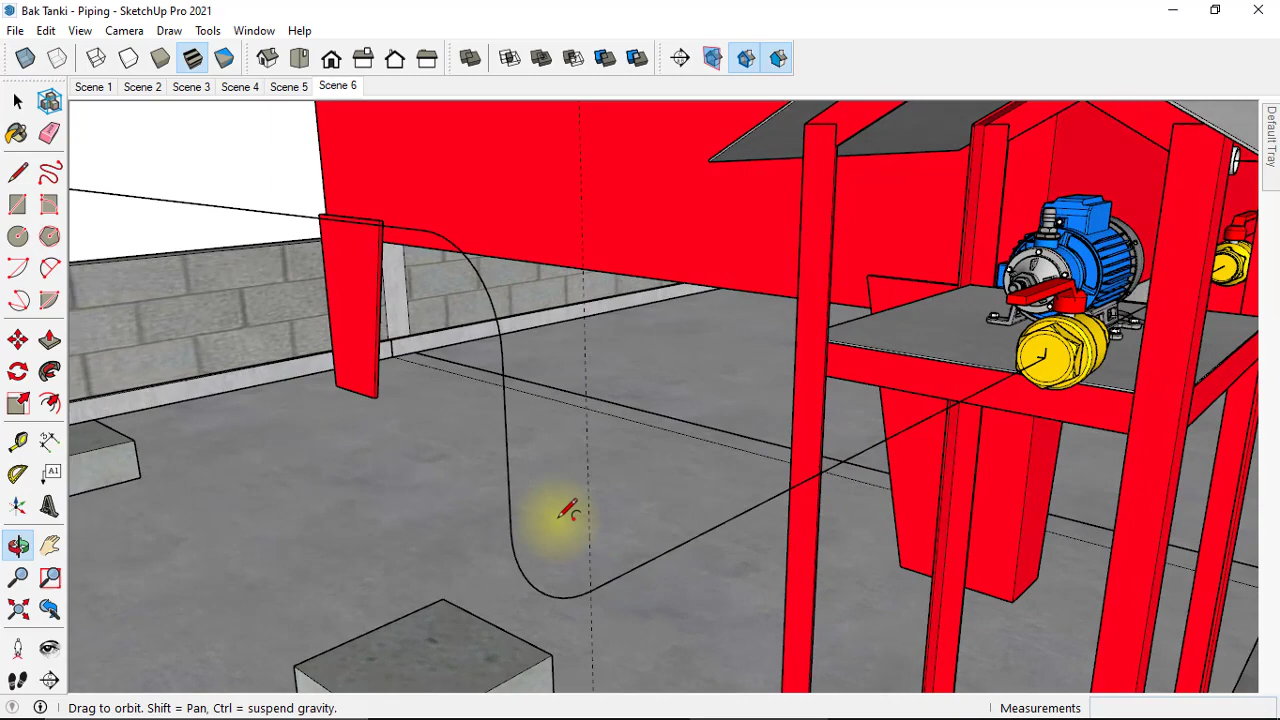 Bak Tanki - Piping - SketchUp Pro 2021
File Edit View Camera Draw Tools Window Help
Scene 1 Scene 2 Scene 3 Scene 4 Scene 5 Scene 6
Default Tray
A1
Drag to orbit. Shift = Pan, Ctrl = suspend gravity.
Measurements